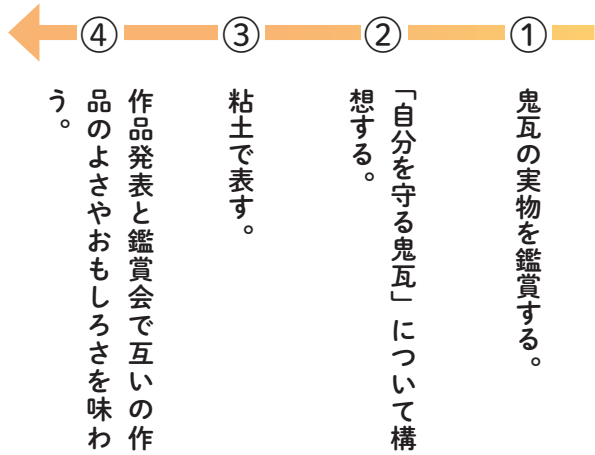 ①
鬼瓦の実物を鑑賞する。
②
「自分を守る鬼瓦」について構
想する。
③
粘土で表す。
④
作品発表と鑑賞会で互いの作
品のよさやおもしろさを味わ
う。